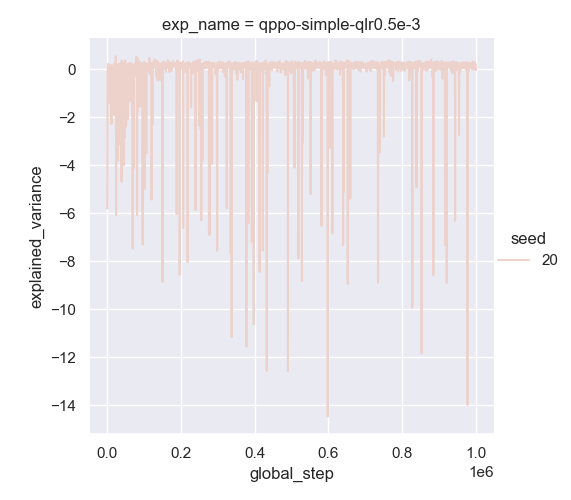 exp_name = qppo-simple-qlr0.5e-3
0
−2
−4
−6
−8
−10
−12
−14
explained_variance
0.0 0.2 0.4 0.6 0.8 1.0
1e6
global_step
seed
20